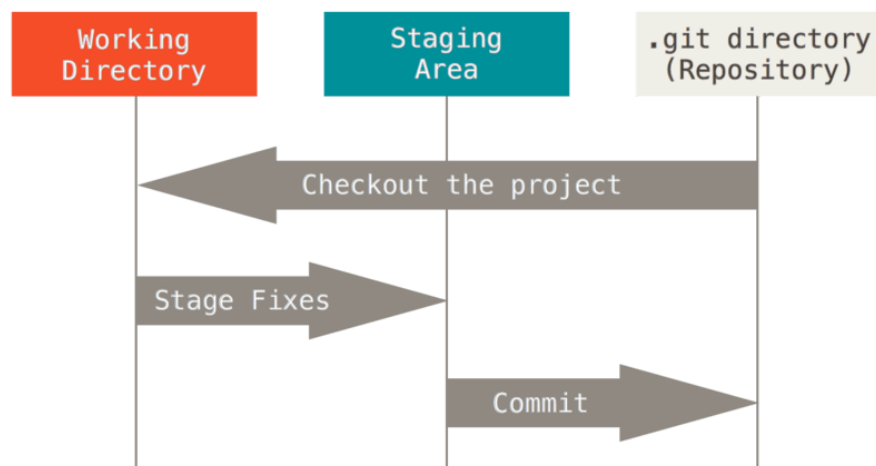 Working
Directory
Staging
Area
.git directory
(Repository)
Checkout the project
Stage Fixes
Commit